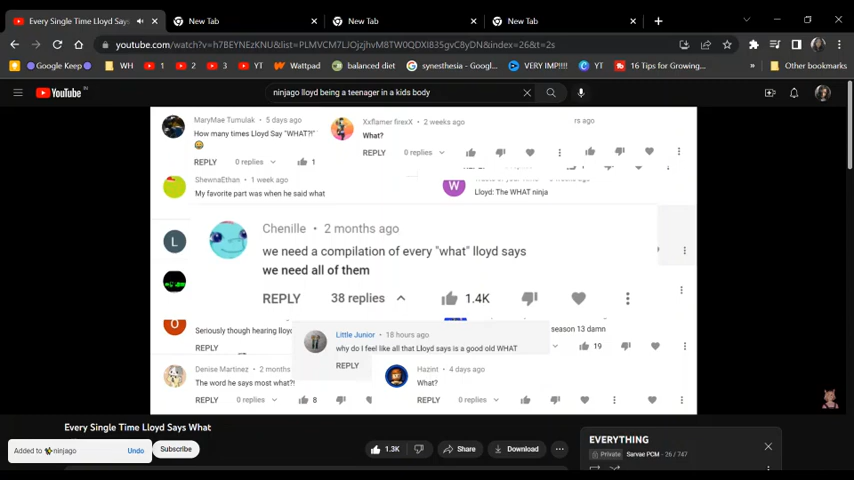 Every Single Time Lloyd Says
New Tab
New Tab
New Tab
youtube.com/watch?v=h7BEYNEzKNU&list=PLMVCM7LJOjzjhvM8TW0QDXI835gvC8yDN&index=26&t=2s
Google Keep
WH
1
2
3
YT
Wattpad
balanced diet
synesthesia - Googl...
VERY IMP!!!!
YT
16 Tips for Growing...
Other bookmarks
YouTube IN
ninjago lloyd being a teenager in a kids body
MaryMae Tumulak • 5 days ago
How many times Lloyd Say "WHAT?!"
REPLY 0 replies 1
Xxflamer firexX • 2 weeks ago
What?
REPLY 0 replies
rs ago
ShewnaEthan • 1 week ago
My favorite part was when he said what
W
Lloyd: The WHAT ninja
L
Chenille • 2 months ago
we need a compilation of every "what" lloyd says
we need all of them
REPLY 38 replies 1.4K
O
Seriously though hearing lloyd
REPLY
season 13 damn
19
Little Junior • 18 hours ago
why do I feel like all that Lloyd says is a good old WHAT
REPLY
Denise Martinez • 2 months
The word he says most what?!
REPLY 0 replies 8
Hazint • 4 days ago
What?
REPLY 0 replies
Every Single Time Lloyd Says What
Added to ninjago Undo
Subscribe
1.3K
Share
Download
EVERYTHING
Private Sarvae PCM - 26 / 747